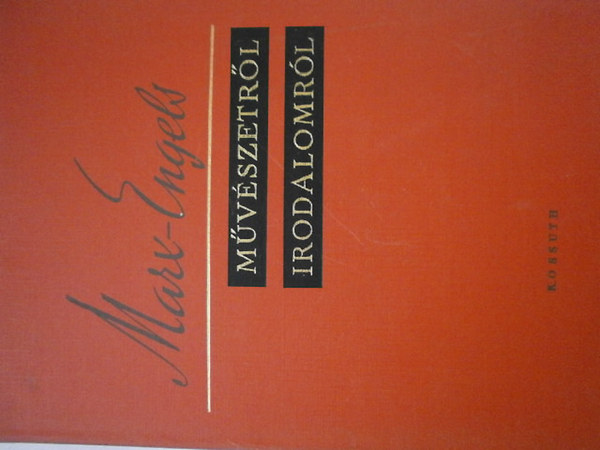 Marx-Engels
MŰVÉSZETRŐL
IRODALOMRÓL
KOSSUTH